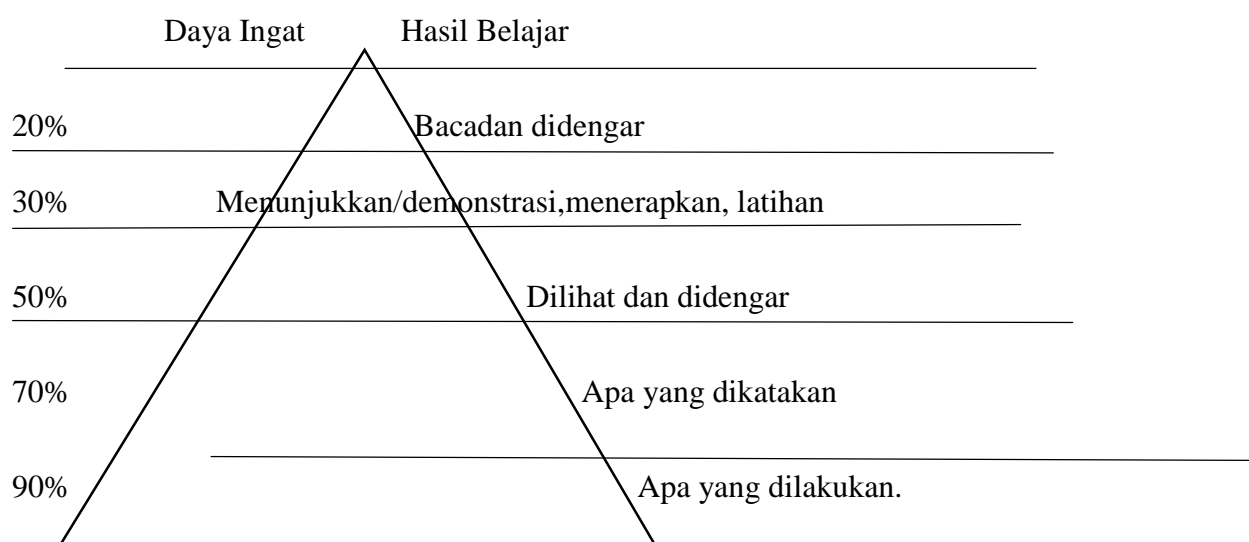 Daya Ingat Hasil Belajar
20% Bacadan didengar
30% Menunjukkan/demonstrasi,menerapkan, latihan
50% Dilihat dan didengar
70% Apa yang dikatakan
90% Apa yang dilakukan.